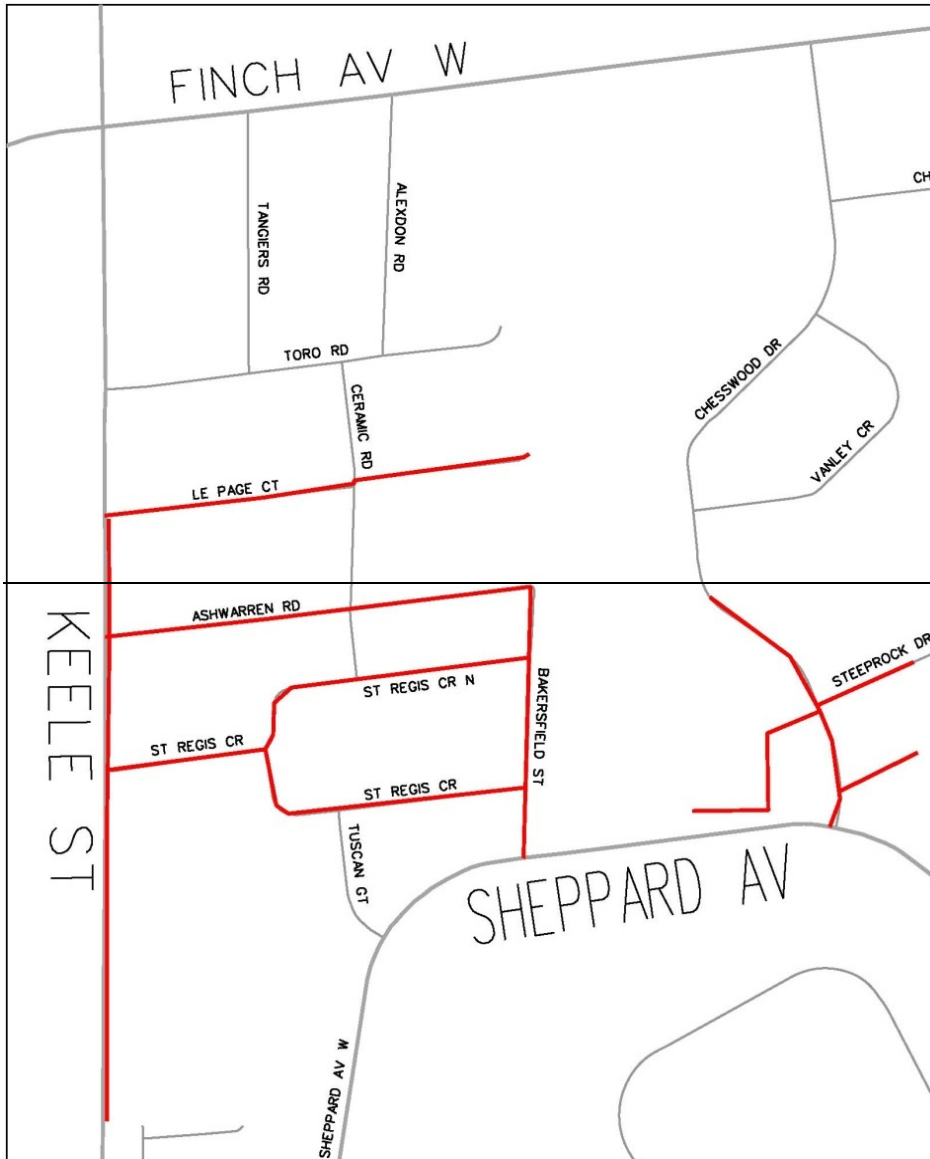 FINCH AV W
CH
TANGIERS RD
ALEXDON RD
TORO RD
CHESSWOOD DR
CERAMIC RD
VANLEY CR
LE PAGE CT
ASHWARREN RD
KEELE ST
STEEPROCK DR
ST REGIS CR N
BAKERSFIELD ST
ST REGIS CR
ST REGIS CR
TUSCAN GT
SHEPPARD AV
SHEPPARD AV W